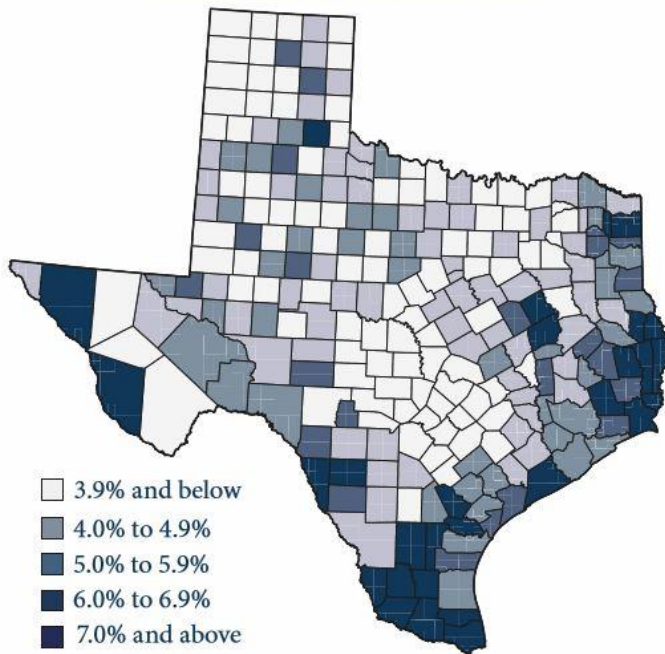 3.9% and below
4.0% to 4.9%
5.0% to 5.9%
6.0% to 6.9%
7.0% and above